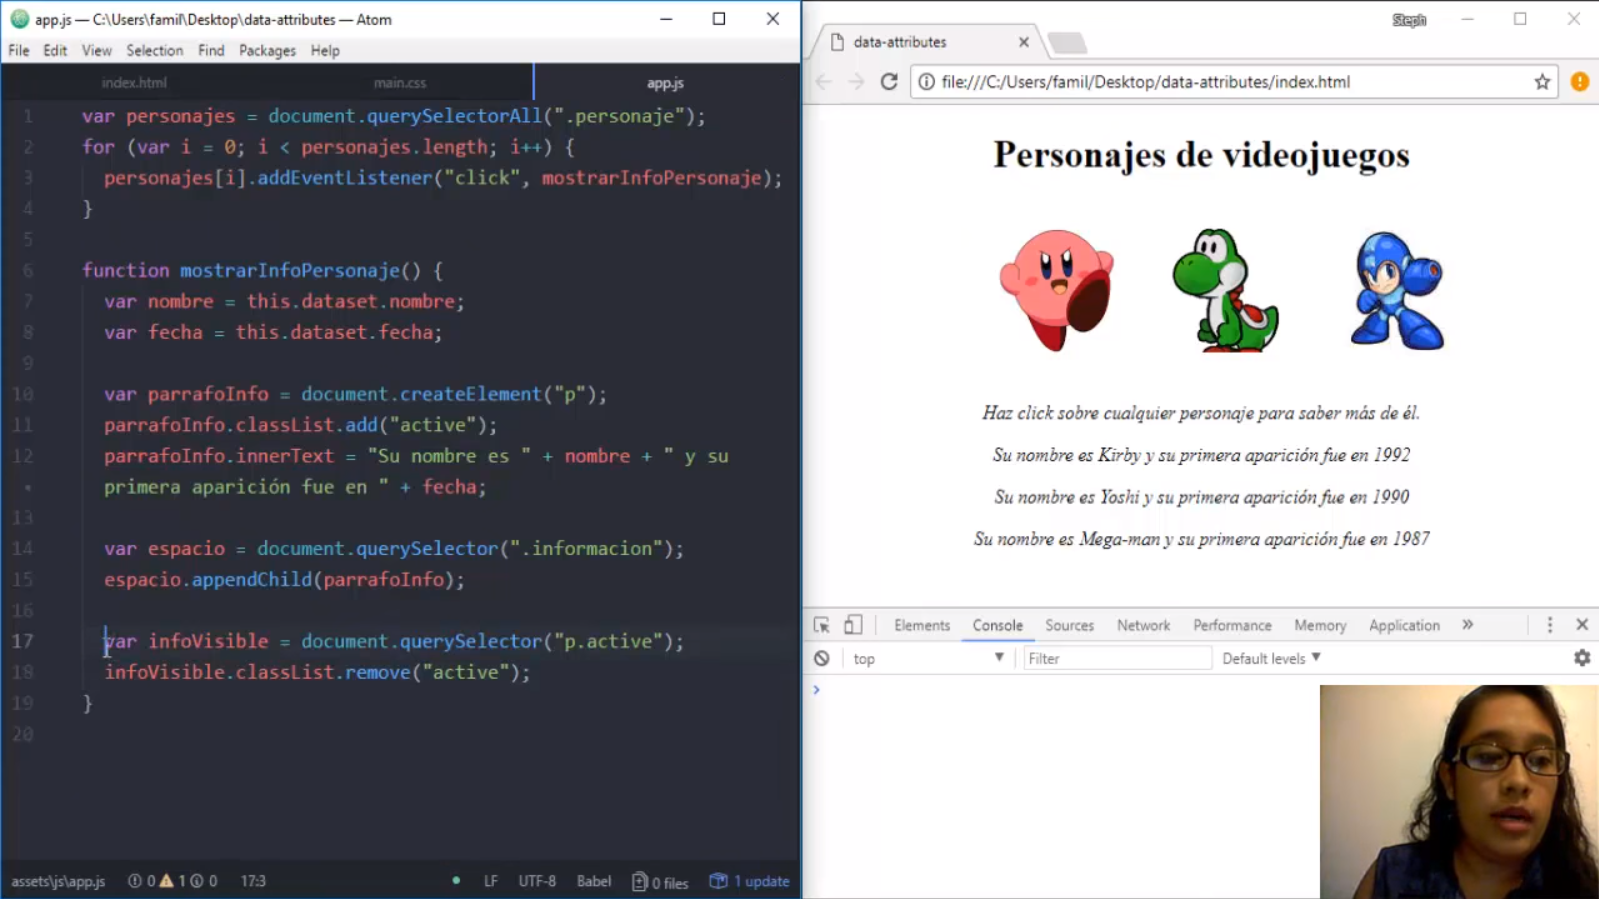 app.js — C:\Users\famil\Desktop\data-attributes — Atom
File Edit View Selection Find Packages Help
index.html main.css app.js
1 var personajes = document.querySelectorAll(".personaje");
2 for (var i = 0; i < personajes.length; i++) {
3 personajes[i].addEventListener("click", mostrarInfoPersonaje);
4 }
5
6 function mostrarInfoPersonaje() {
7 var nombre = this.dataset.nombre;
8 var fecha = this.dataset.fecha;
9
10 var parrafoInfo = document.createElement("p");
11 parrafoInfo.classList.add("active");
12 parrafoInfo.innerText = "Su nombre es " + nombre + " y su
• primera aparición fue en " + fecha;
13
14 var espacio = document.querySelector(".informacion");
15 espacio.appendChild(parrafoInfo);
16
17 var infoVisible = document.querySelector("p.active");
18 infoVisible.classList.remove("active");
19 }
20
assets\js\app.js 0 1 0 17:3 LF UTF-8 Babel 0 files 1 update
Steph
data-attributes
file:///C:/Users/famil/Desktop/data-attributes/index.html
Personajes de videojuegos
Haz click sobre cualquier personaje para saber más de él.
Su nombre es Kirby y su primera aparición fue en 1992
Su nombre es Yoshi y su primera aparición fue en 1990
Su nombre es Mega-man y su primera aparición fue en 1987
Elements Console Sources Network Performance Memory Application »
top Filter Default levels